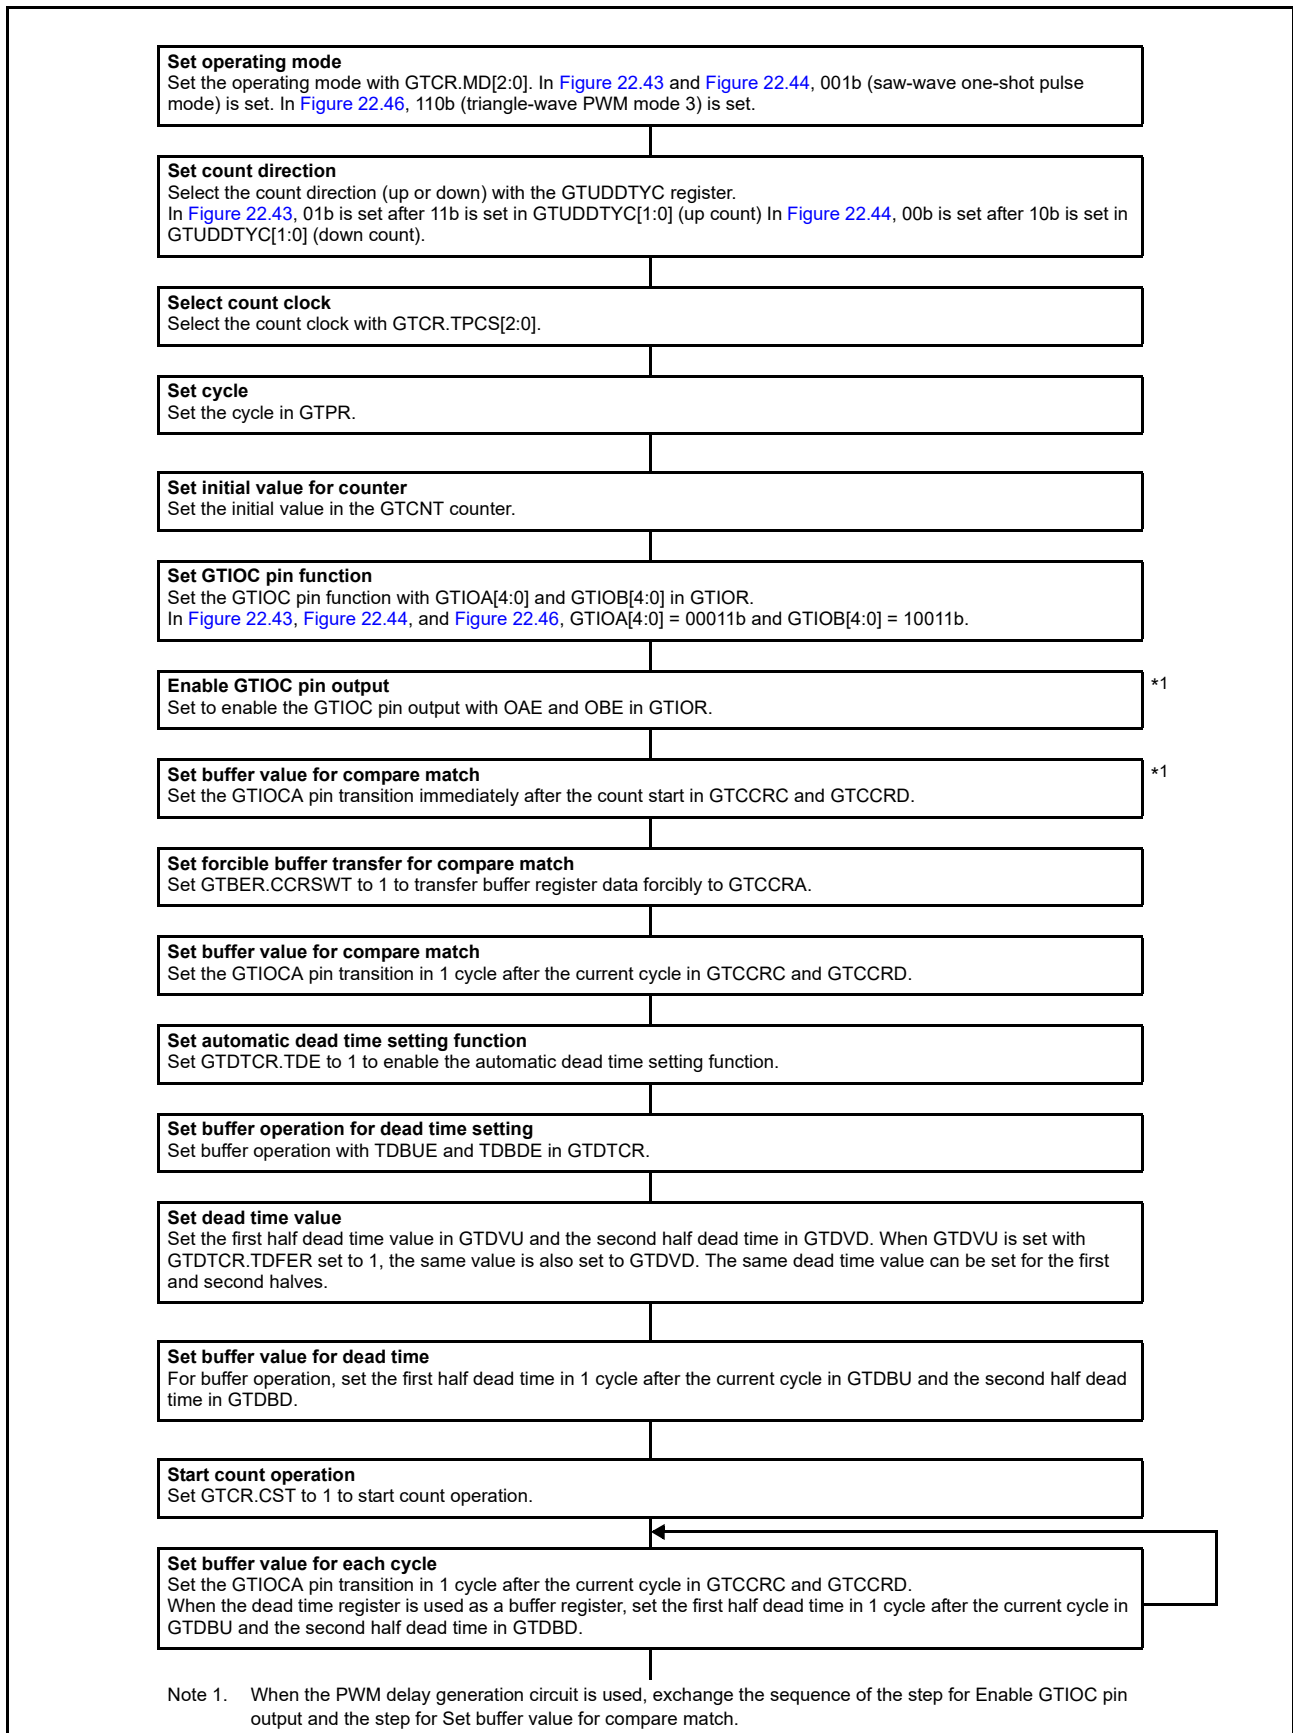 Set operating mode
Set the operating mode with GTCR.MD[2:0]. In Figure 22.43 and Figure 22.44, 001b (saw-wave one-shot pulse
mode) is set. In Figure 22.46, 110b (triangle-wave PWM mode 3) is set.
Set count direction
Select the count direction (up or down) with the GTUDDTYC register.
In Figure 22.43, 01b is set after 11b is set in GTUDDTYC[1:0] (up count) In Figure 22.44, 00b is set after 10b is set in
GTUDDTYC[1:0] (down count).
Select count clock
Select the count clock with GTCR.TPCS[2:0].
Set cycle
Set the cycle in GTPR.
Set initial value for counter
Set the initial value in the GTCNT counter.
Set GTIOC pin function
Set the GTIOC pin function with GTIOA[4:0] and GTIOB[4:0] in GTIOR.
In Figure 22.43, Figure 22.44, and Figure 22.46, GTIOA[4:0] = 00011b and GTIOB[4:0] = 10011b.
Enable GTIOC pin output *1
Set to enable the GTIOC pin output with OAE and OBE in GTIOR.
Set buffer value for compare match *1
Set the GTIOCA pin transition immediately after the count start in GTCCRC and GTCCRD.
Set forcible buffer transfer for compare match
Set GTBER.CCRSWT to 1 to transfer buffer register data forcibly to GTCCRA.
Set buffer value for compare match
Set the GTIOCA pin transition in 1 cycle after the current cycle in GTCCRC and GTCCRD.
Set automatic dead time setting function
Set GTDTCR.TDE to 1 to enable the automatic dead time setting function.
Set buffer operation for dead time setting
Set buffer operation with TDBUE and TDBDE in GTDTCR.
Set dead time value
Set the first half dead time value in GTDVU and the second half dead time in GTDVD. When GTDVU is set with
GTDTCR.TDFER set to 1, the same value is also set to GTDVD. The same dead time value can be set for the first
and second halves.
Set buffer value for dead time
For buffer operation, set the first half dead time in 1 cycle after the current cycle in GTDBU and the second half dead
time in GTDBD.
Start count operation
Set GTCR.CST to 1 to start count operation.
Set buffer value for each cycle
Set the GTIOCA pin transition in 1 cycle after the current cycle in GTCCRC and GTCCRD.
When the dead time register is used as a buffer register, set the first half dead time in 1 cycle after the current cycle in
GTDBU and the second half dead time in GTDBD.
Note 1. When the PWM delay generation circuit is used, exchange the sequence of the step for Enable GTIOC pin
output and the step for Set buffer value for compare match.